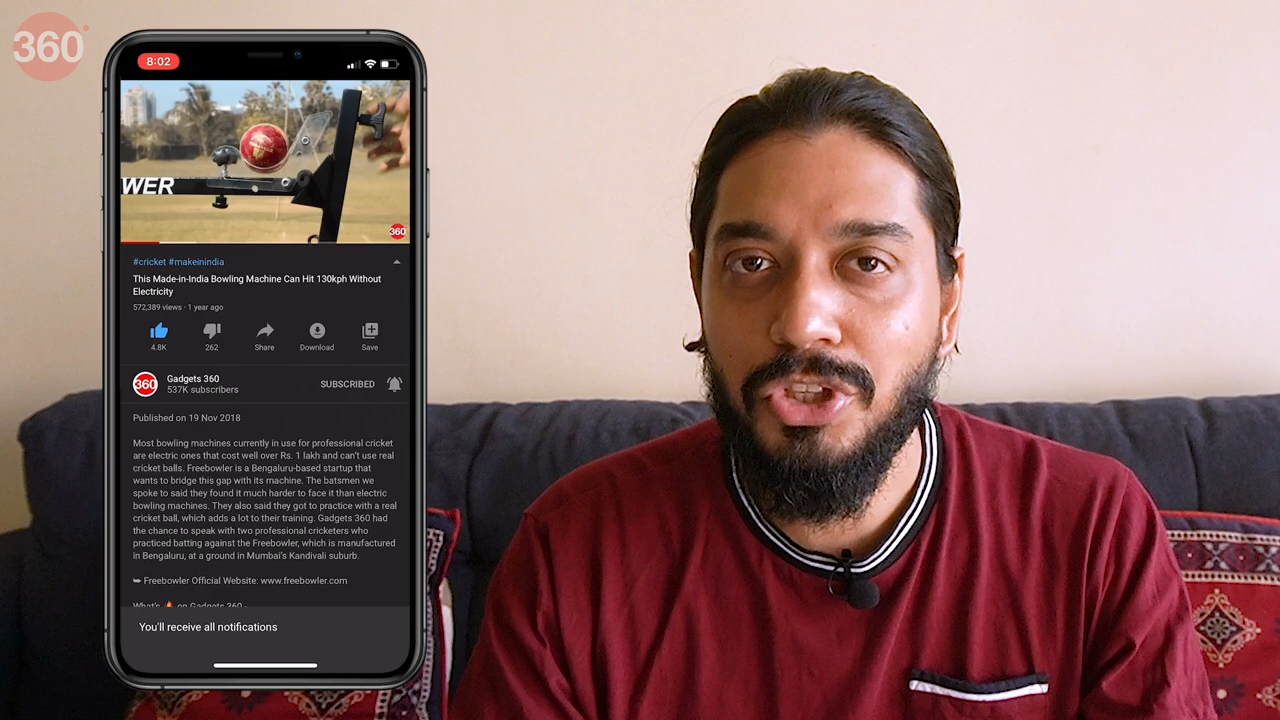 360
8:02
WER
360
#cricket #makeinindia
This Made-in-India Bowling Machine Can Hit 130kph Without
Electricity
572,389 views · 1 year ago
4.8K
262
Share
Download
Save
360
Gadgets 360
537K subscribers
SUBSCRIBED
Published on 19 Nov 2018
Most bowling machines currently in use for professional cricket
are electric ones that cost well over Rs. 1 lakh and can't use real
cricket balls. Freebowler is a Bengaluru-based startup that
wants to bridge this gap with its machine. The batsmen we
spoke to said they found it much harder to face it than electric
bowling machines. They also said they got to practice with a real
cricket ball, which adds a lot to their training. Gadgets 360 had
the chance to speak with two professional cricketers who
practiced batting against the Freebowler, which is manufactured
in Bengaluru, at a ground in Mumbai's Kandivali suburb.
➥ Freebowler Official Website: www.freebowler.com
What's 🔥 on Gadgets 360 -
You'll receive all notifications